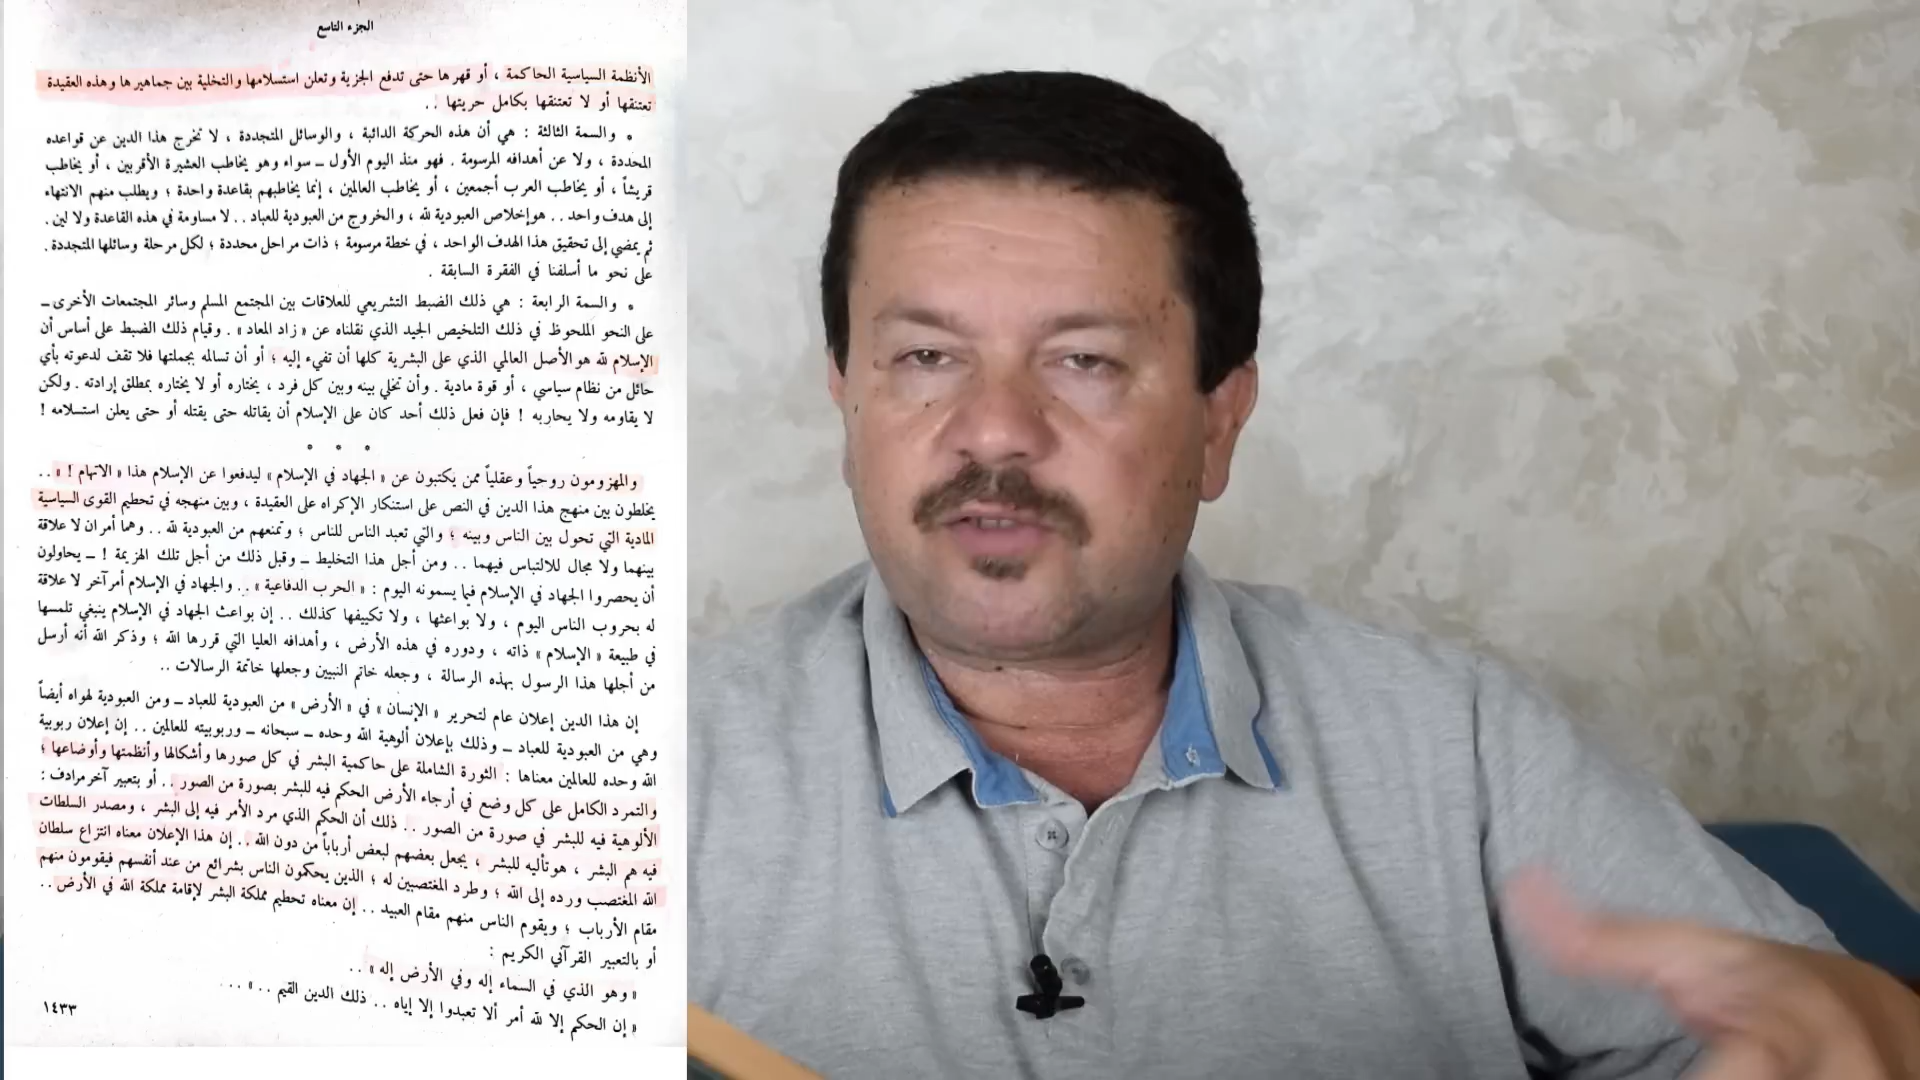 الجزء التاسع
الأنظمة السياسية الحاكمة ، أو قهرها حتى تدفع الجزية وتعلن استسلامها والتخلية بين جماهيرها وهذه العقيدة
تعتنقها أو لا تعتنقها بكامل حريتها . .
• والسمة الثالثة : هي أن هذه الحركة الدائبة ، والوسائل المتجددة ، لا تخرج هذا الدين عن قواعده
المحددة ، ولا عن أهدافه المرسومة . فهو منذ اليوم الأول ــ سواء وهو يخاطب العشيرة الأقربين ، أو يخاطب
قريشاً ، أو يخاطب العرب أجمعين ، أو يخاطب العالمين ، إنما يخاطبهم بقاعدة واحدة ؛ ويطلب منهم الانتهاء
إلى هدف واحد . . هو إخلاص العبودية لله ، والخروج من العبودية للعباد . . لا مساومة في هذه القاعدة ولا لين .
ثم يمضي إلى تحقيق هذا الهدف الواحد ، في خطة مرسومة ؛ ذات مراحل محددة ؛ لكل مرحلة وسائلها المتجددة .
على نحو ما أسلفنا في الفقرة السابقة .
• والسمة الرابعة : هي ذلك الضبط التشريعي للعلاقات بين المجتمع المسلم وسائر المجتمعات الأخرى ــ
على النحو الملحوظ في ذلك التلخيص الجيد الذي نقلناه عن « زاد المعاد » . وقيام ذلك الضبط على أساس أن
الإسلام لله هو الأصل العالمي الذي على البشرية كلها أن تفيء إليه ؛ أو أن تسالمه بجملتها فلا تقف لدعوته بأي
حائل من نظام سياسي ، أو قوة مادية . وأن تخلي بينه وبين كل فرد ، يختاره أو لا يختاره بمطلق إرادته . ولكن
لا يقاومه ولا يحاربه ! فإن فعل ذلك أحد كان على الإسلام أن يقاتله حتى يقتله أو حتى يعلن استسلامه !
• • •
والمهزومون روحياً وعقلياً ممن يكتبون عن « الجهاد في الإسلام » ليدفعوا عن الإسلام هذا « الاتهام ! » . .
يخلطون بين منهج هذا الدين في النص على استنكار الإكراه على العقيدة ، وبين منهجه في تحطيم القوى السياسية
المادية التي تحول بين الناس وبينه ؛ والتي تعبد الناس للناس ؛ وتمنعهم من العبودية لله . . وهما أمران لا علاقة
بينهما ولا مجال للالتباس فيهما . . ومن أجل هذا التخليط ــ وقبل ذلك من أجل تلك الهزيمة ! ــ يحاولون
أن يحصروا الجهاد في الإسلام فيما يسمونه اليوم : « الحرب الدفاعية » . . والجهاد في الإسلام أمر آخر لا علاقة
له بحروب الناس اليوم ، ولا بواعثها ، ولا تكييفها كذلك . . إن بواعث الجهاد في الإسلام ينبغي تلمسها
في طبيعة « الإسلام » ذاته ، ودوره في هذه الأرض ، وأهدافه العليا التي قررها الله ؛ وذكر الله أنه أرسل
من أجلها هذا الرسول بهذه الرسالة ، وجعله خاتم النبيين وجعلها خاتمة الرسالات . .
إن هذا الدين إعلان عام لتحرير « الإنسان » في « الأرض » من العبودية للعباد ــ ومن العبودية لهواه أيضاً
وهي من العبودية للعباد ــ وذلك بإعلان ألوهية الله وحده ــ سبحانه ــ وربوبيته للعالمين . . إن إعلان ربوبية
الله وحده للعالمين معناها : الثورة الشاملة على حاكمية البشر في كل صورها وأشكالها وأنظمتها وأوضاعها ؛
والتمرد الكامل على كل وضع في أرجاء الأرض الحكم فيه للبشر بصورة من الصور . . أو بتعبير آخر مرادف :
الألوهية فيه للبشر في صورة من الصور . . ذلك أن الحكم الذي مرد الأمر فيه إلى البشر ، ومصدر السلطات
فيه هم البشر ، هو تأليه للبشر ، يجعل بعضهم لبعض أرباباً من دون الله . . إن هذا الإعلان معناه انتزاع سلطان
الله المغتصب ورده إلى الله ؛ وطرد المغتصبين له ؛ الذين يحكمون الناس بشرائع من عند أنفسهم فيقومون منهم
مقام الأرباب ؛ ويقوم الناس منهم مقام العبيد . . إن معناه تحطيم مملكة البشر لإقامة مملكة الله في الأرض . .
أو بالتعبير القرآني الكريم :
« وهو الذي في السماء إله وفي الأرض إله » . .
« إن الحكم إلا لله أمر ألا تعبدوا إلا إياه . . ذلك الدين القيم . . » . . .
١٤٣٣